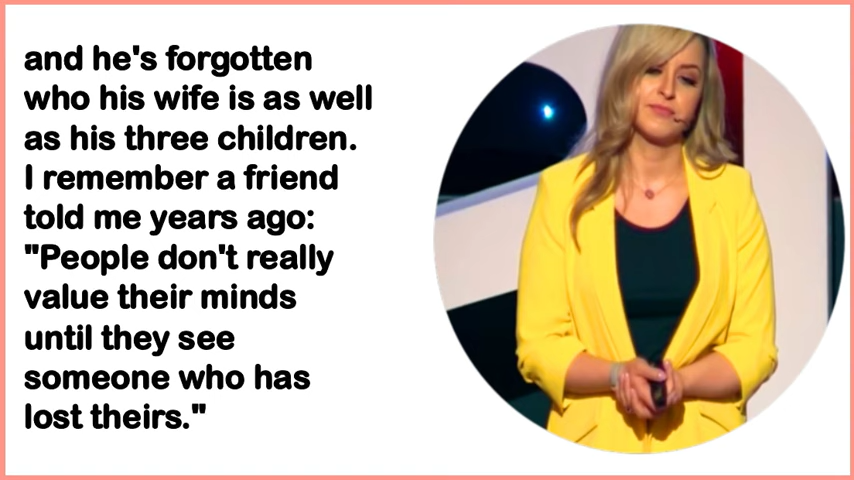 and he's forgotten
who his wife is as well
as his three children.
I remember a friend
told me years ago:
"People don't really
value their minds
until they see
someone who has
lost theirs."